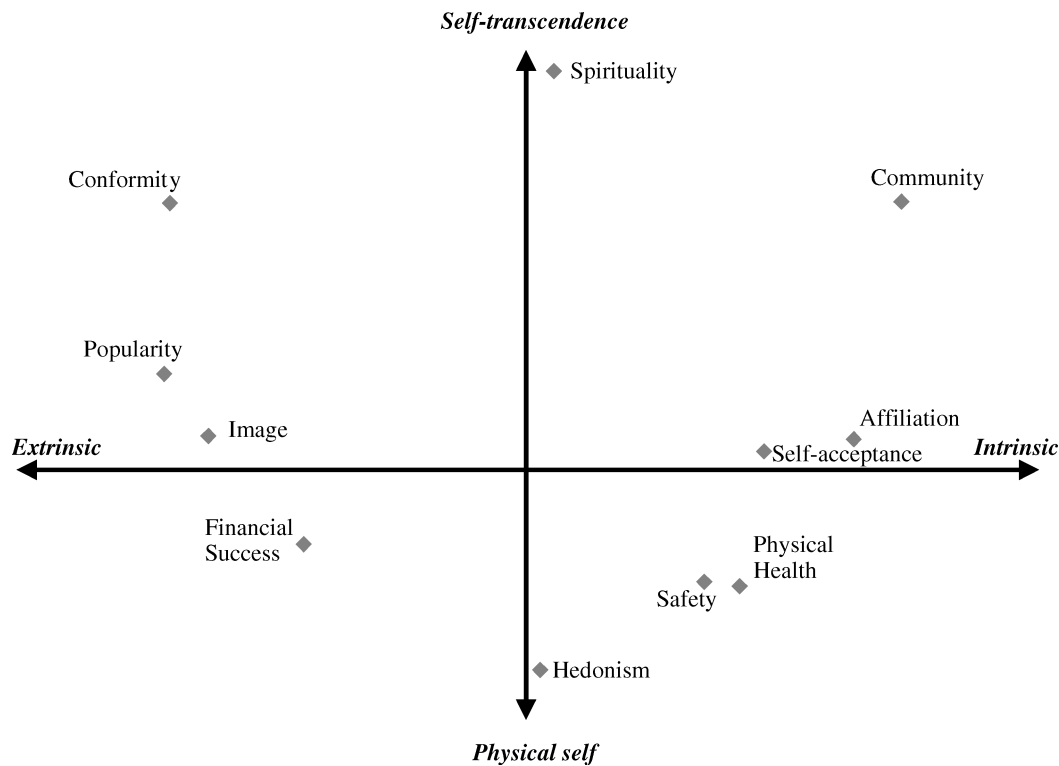 Self-transcendence
Spirituality
Conformity
Community
Popularity
Image
Affiliation
Extrinsic
Self-acceptance
Intrinsic
Financial
Success
Physical
Health
Safety
Hedonism
Physical self